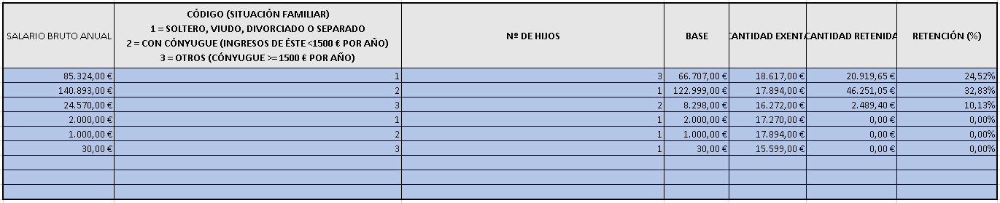 SALARIO BRUTO ANUAL CÓDIGO (SITUACIÓN FAMILIAR)
1 = SOLTERO, VIUDO, DIVORCIADO O SEPARADO
2 = CON CÓNYUGUE (INGRESOS DE ÉSTE <1500 € POR AÑO)
3 = OTROS (CÓNYUGUE >= 1500 € POR AÑO) Nº DE HIJOS BASE CANTIDAD EXENTA CANTIDAD RETENIDA RETENCIÓN (%)
85.324,00 € 1 3 66.707,00 € 18.617,00 € 20.919,65 € 24,52%
140.893,00 € 2 1 122.999,00 € 17.894,00 € 46.251,05 € 32,83%
24.570,00 € 3 2 8.298,00 € 16.272,00 € 2.489,40 € 10,13%
2.000,00 € 1 1 2.000,00 € 17.270,00 € 0,00 € 0,00%
1.000,00 € 2 1 1.000,00 € 17.894,00 € 0,00 € 0,00%
30,00 € 3 1 30,00 € 15.599,00 € 0,00 € 0,00%